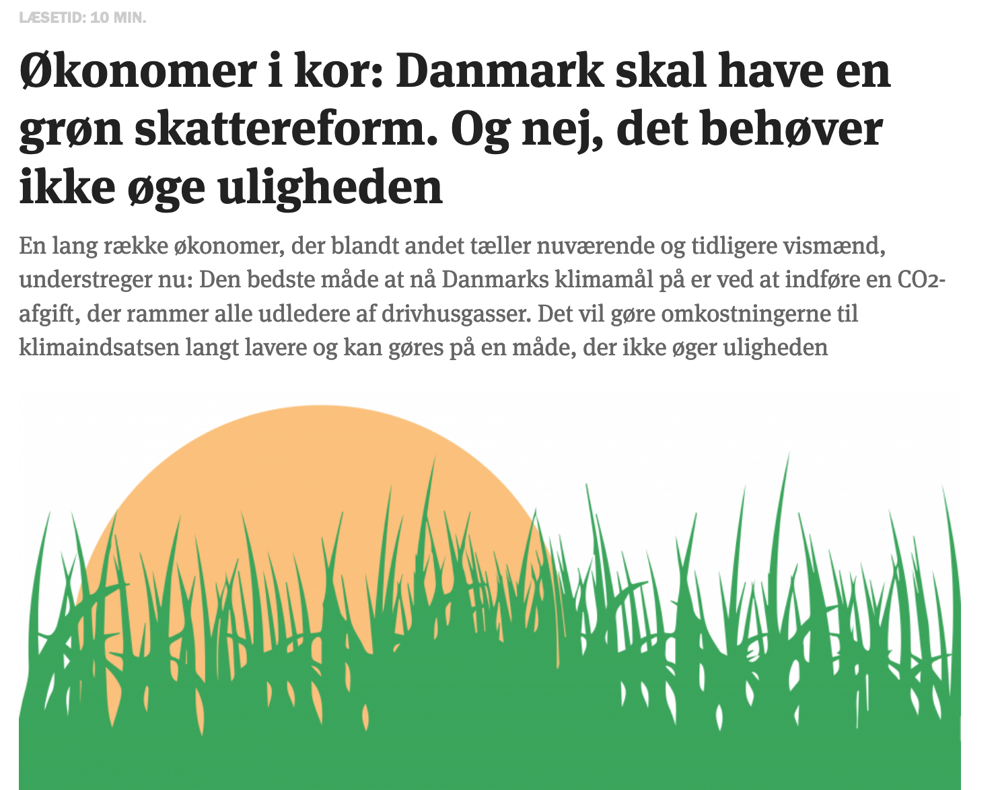 LÆSETID: 10 MIN.
Økonomer i kor: Danmark skal have en
grøn skattereform. Og nej, det behøver
ikke øge uligheden
En lang række økonomer, der blandt andet tæller nuværende og tidligere vismænd,
understreger nu: Den bedste måde at nå Danmarks klimamål på er ved at indføre en CO2-
afgift, der rammer alle udledere af drivhusgasser. Det vil gøre omkostningerne til
klimaindsatsen langt lavere og kan gøres på en måde, der ikke øger uligheden